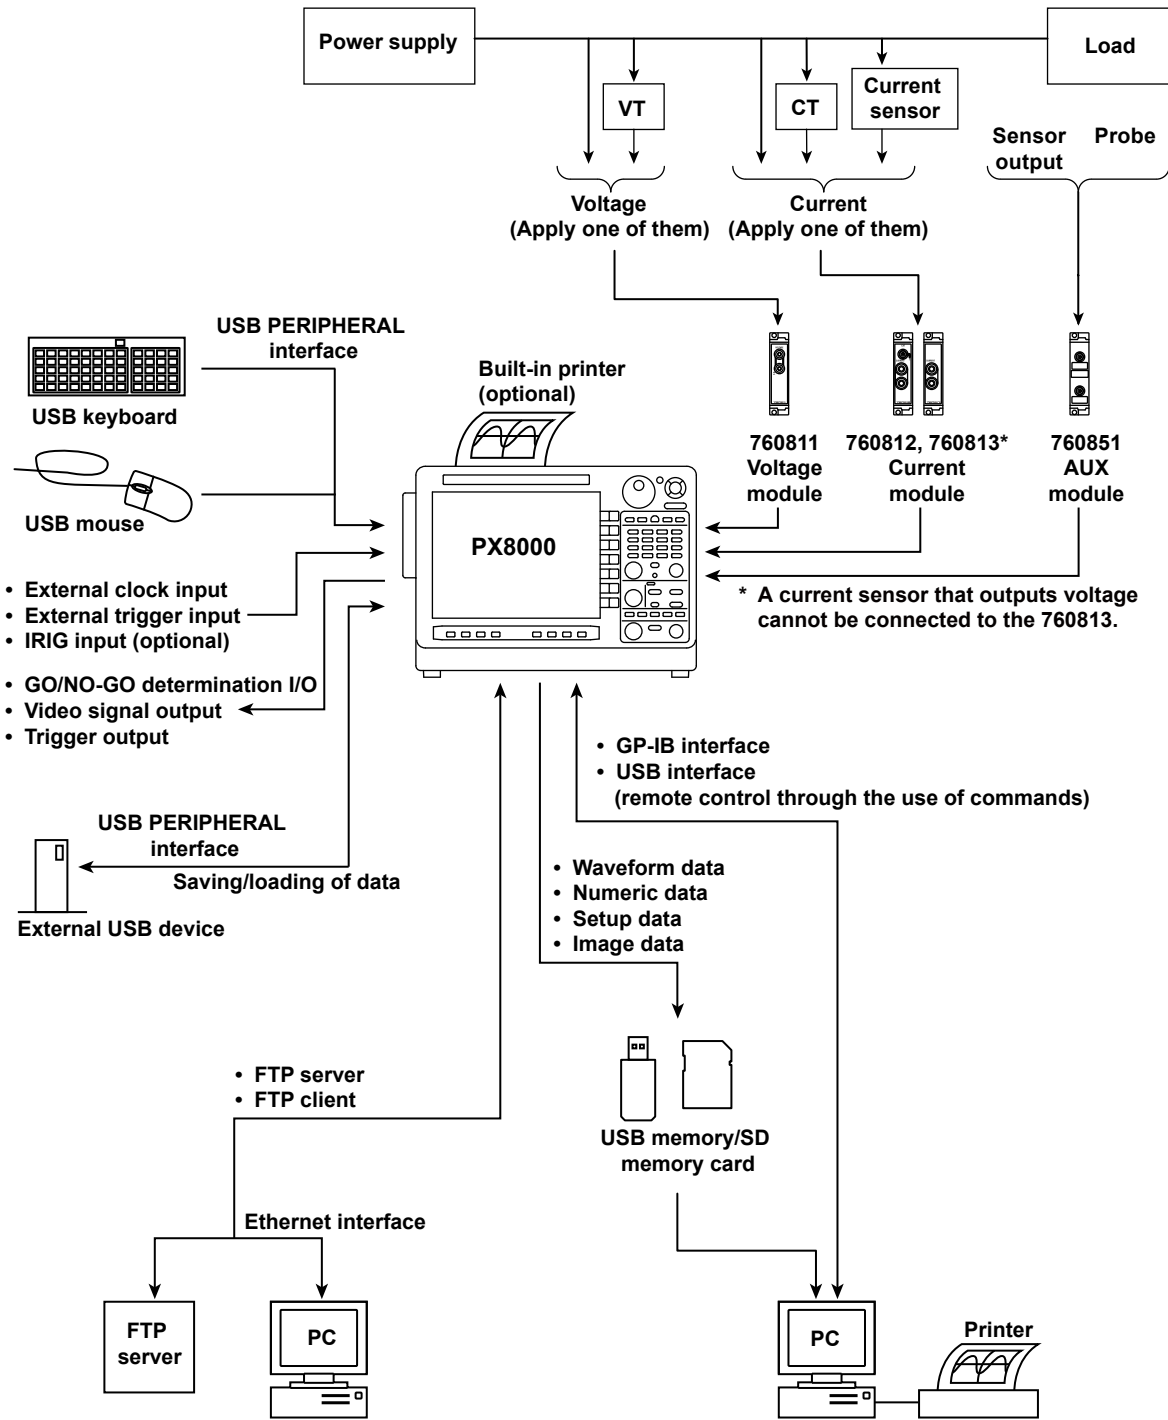 Power supply
Load
VT
CT
Current
sensor
Sensor
output
Probe
Voltage
(Apply one of them)
Current
(Apply one of them)
USB PERIPHERAL
interface
USB keyboard
USB mouse
Built-in printer
(optional)
760811
Voltage
module
760812, 760813*
Current
module
760851
AUX
module
PX8000
* A current sensor that outputs voltage
cannot be connected to the 760813.
• External clock input
• External trigger input
• IRIG input (optional)
• GO/NO-GO determination I/O
• Video signal output
• Trigger output
• GP-IB interface
• USB interface
(remote control through the use of commands)
USB PERIPHERAL
interface
Saving/loading of data
External USB device
• Waveform data
• Numeric data
• Setup data
• Image data
• FTP server
• FTP client
USB memory/SD
memory card
Ethernet interface
FTP
server
PC
PC
Printer